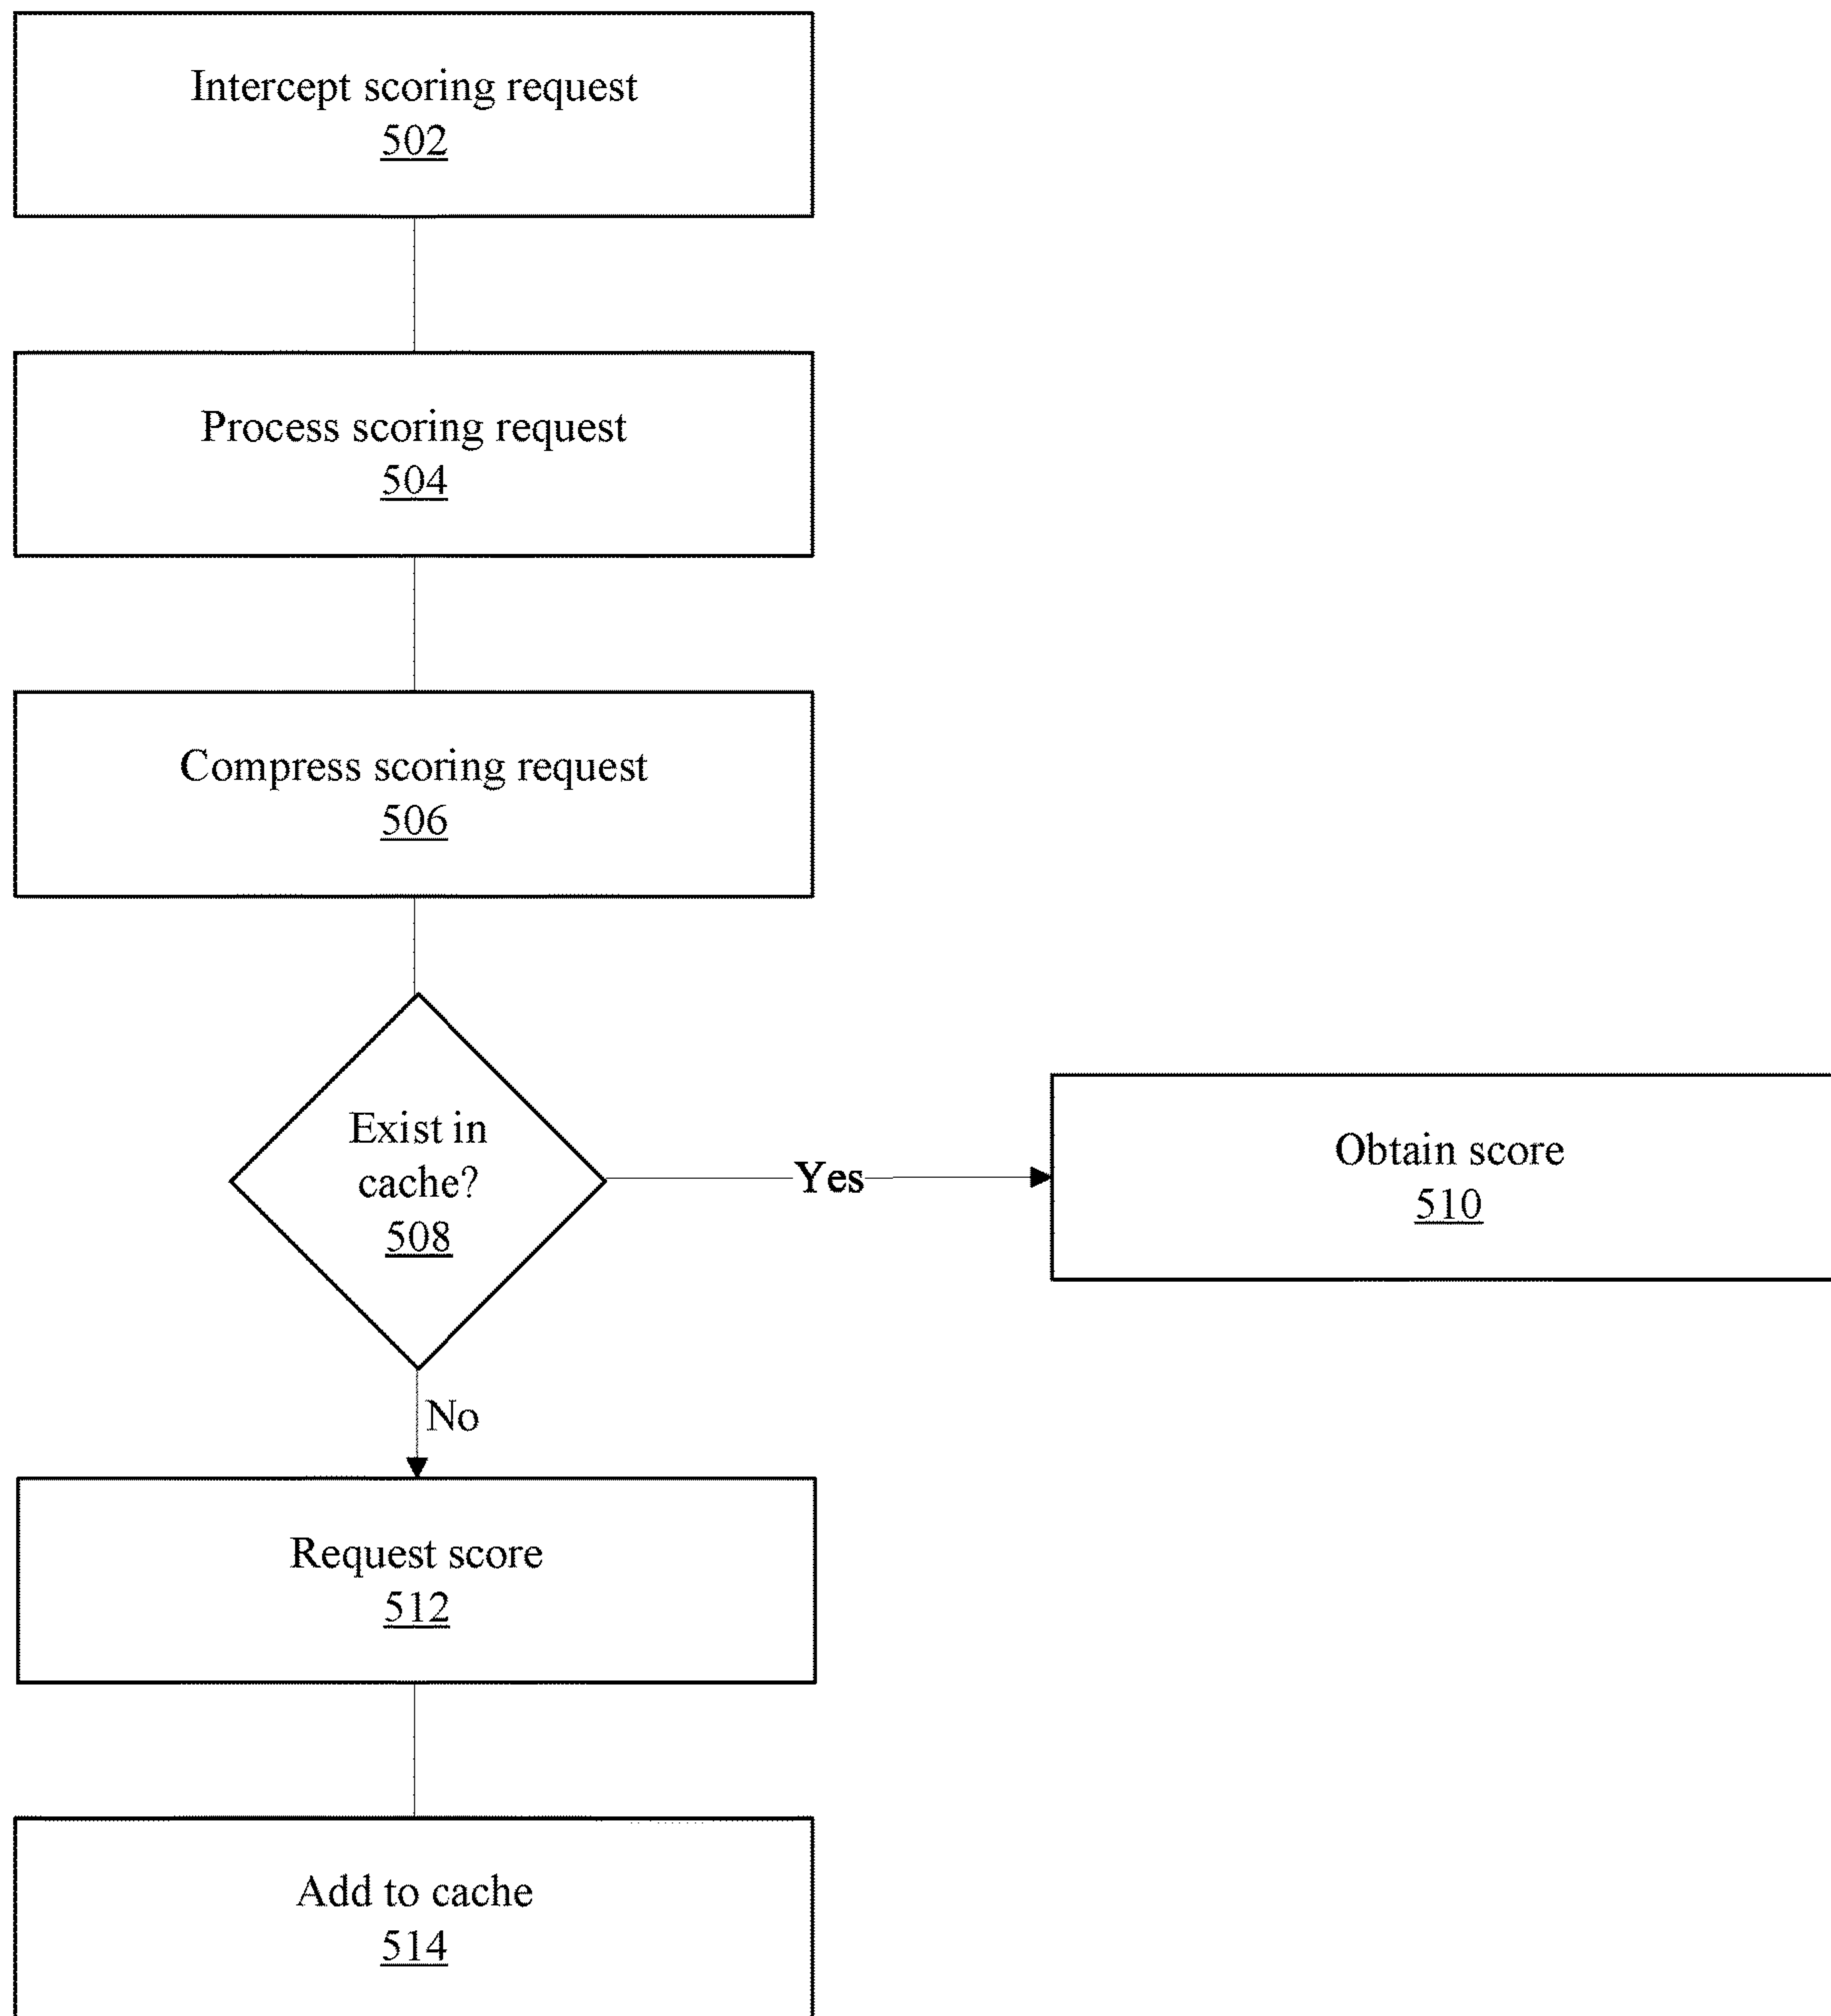 Intercept scoring request
502
Process scoring request
504
Compress scoring request
506
Exist in
cache?
508
Yes
Obtain score
510
No
Request score
512
Add to cache
514